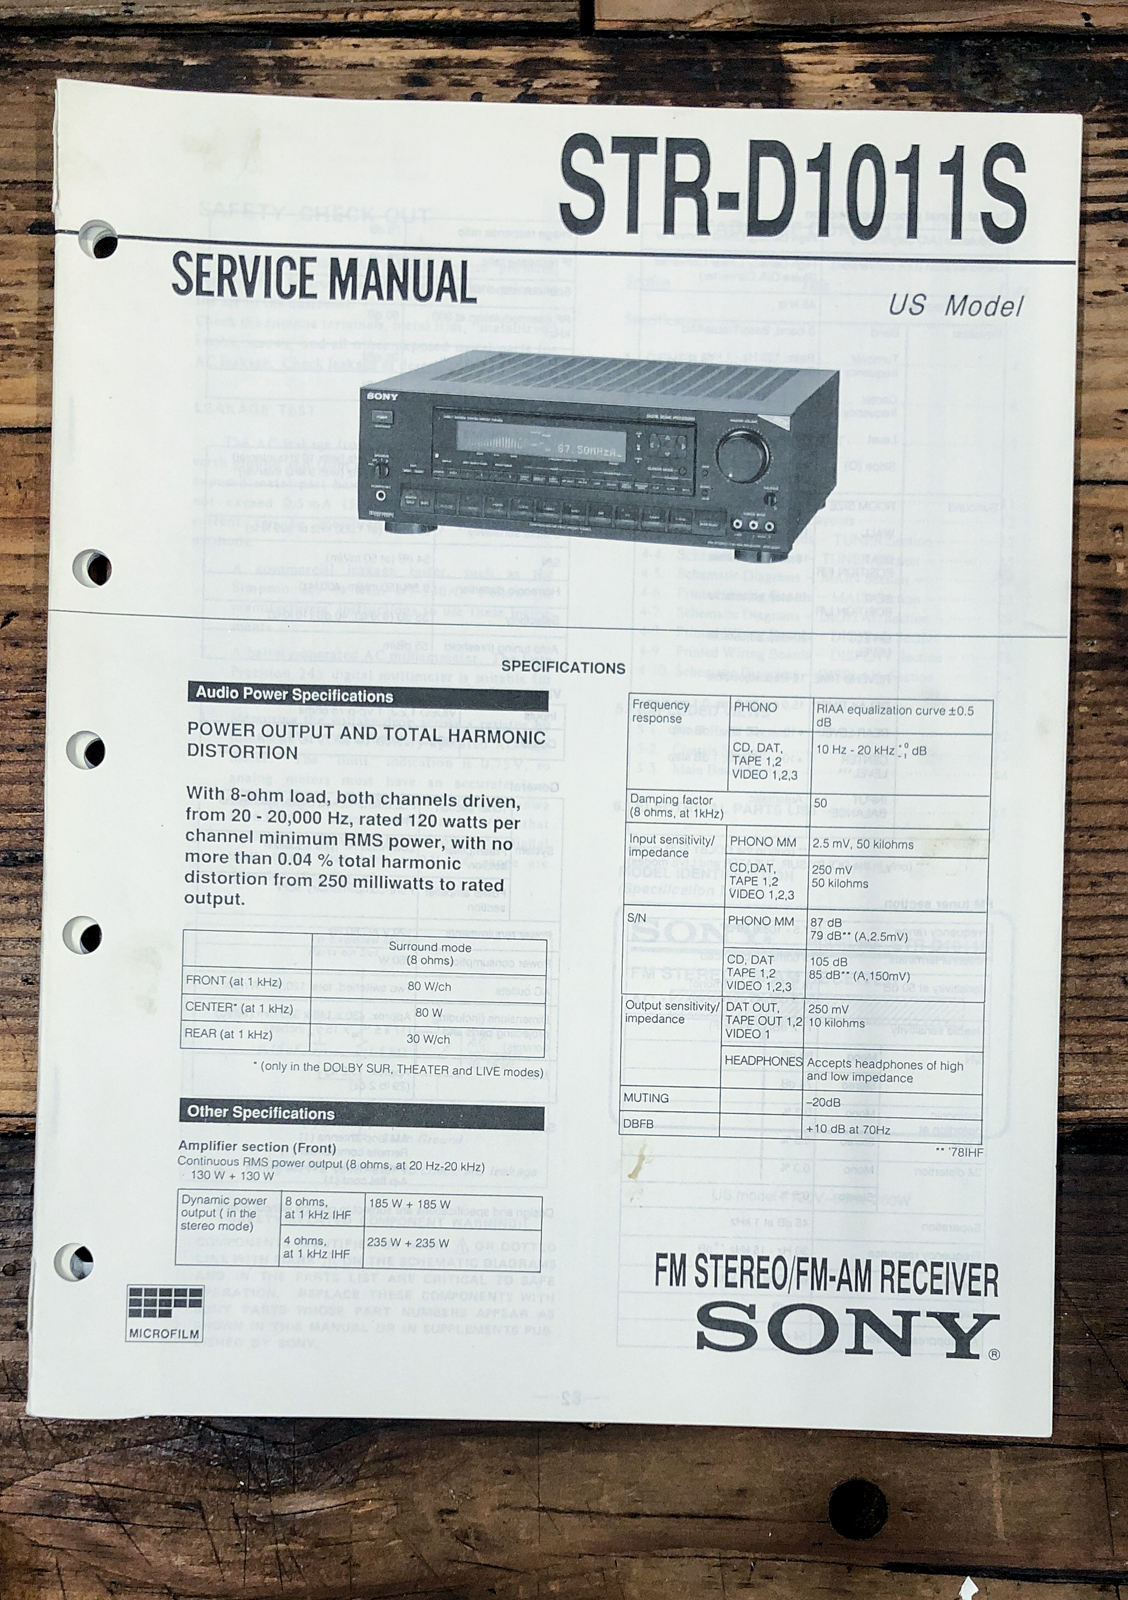 STR-D1011S
SERVICE MANUAL
US Model
SONY
SPECIFICATIONS
Audio Power Specifications
POWER OUTPUT AND TOTAL HARMONIC
DISTORTION
With 8-ohm load, both channels driven,
from 20 - 20,000 Hz, rated 120 watts per
channel minimum RMS power, with no
more than 0.04 % total harmonic
distortion from 250 milliwatts to rated
output.
Surround mode
(8 ohms)
FRONT (at 1 kHz) 80 W/ch
CENTER* (at 1 kHz) 80 W
REAR (at 1 kHz) 30 W/ch
* (only in the DOLBY SUR, THEATER and LIVE modes)
Other Specifications
Amplifier section (Front)
Continuous RMS power output (8 ohms, at 20 Hz-20 kHz)
130 W + 130 W
Dynamic power 8 ohms, 185 W + 185 W
output ( in the at 1 kHz IHF
stereo mode)
4 ohms, 235 W + 235 W
at 1 kHz IHF
MICROFILM
Frequency PHONO RIAA equalization curve ±0.5
response dB
CD, DAT, 10 Hz - 20 kHz +0 -1 dB
TAPE 1,2
VIDEO 1,2,3
Damping factor 50
(8 ohms, at 1kHz)
Input sensitivity/ PHONO MM 2.5 mV, 50 kilohms
impedance
CD,DAT, 250 mV
TAPE 1,2 50 kilohms
VIDEO 1,2,3
S/N PHONO MM 87 dB
79 dB** (A,2.5mV)
CD, DAT 105 dB
TAPE 1,2 85 dB** (A,150mV)
VIDEO 1,2,3
Output sensitivity/ DAT OUT, 250 mV
impedance TAPE OUT 1,2 10 kilohms
VIDEO 1
HEADPHONES Accepts headphones of high
and low impedance
MUTING –20dB
DBFB +10 dB at 70Hz
** '78IHF
FM STEREO/FM-AM RECEIVER
SONY®